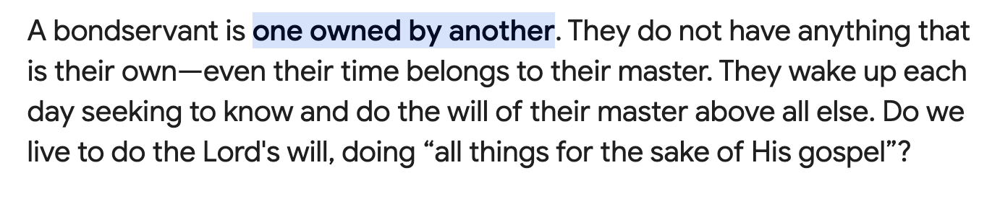 A bondservant is one owned by another. They do not have anything that
is their own—even their time belongs to their master. They wake up each
day seeking to know and do the will of their master above all else. Do we
live to do the Lord's will, doing “all things for the sake of His gospel”?